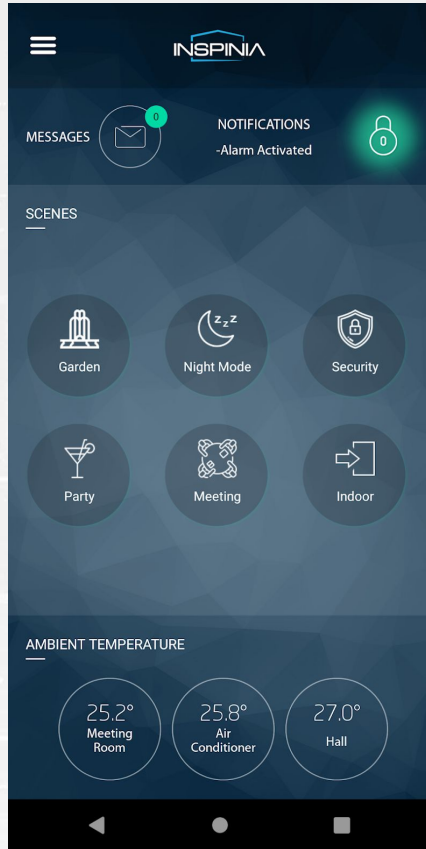 INSPINIA
MESSAGES
0
NOTIFICATIONS
-Alarm Activated
0
SCENES
Garden
zzz
Night Mode
Security
Party
Meeting
Indoor
AMBIENT TEMPERATURE
25.2°
Meeting
Room
25.8°
Air
Conditioner
27.0°
Hall